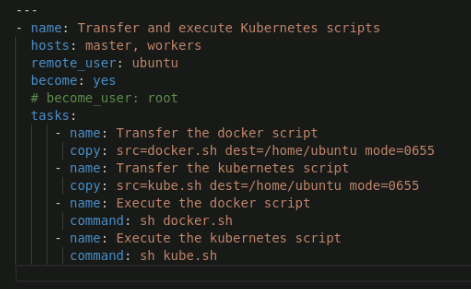 ---
- name: Transfer and execute Kubernetes scripts
  hosts: master, workers
  remote_user: ubuntu
  become: yes
  # become_user: root
  tasks:
     - name: Transfer the docker script
       copy: src=docker.sh dest=/home/ubuntu mode=0655
     - name: Transfer the kubernetes script
       copy: src=kube.sh dest=/home/ubuntu mode=0655
     - name: Execute the docker script
       command: sh docker.sh
     - name: Execute the kubernetes script
       command: sh kube.sh